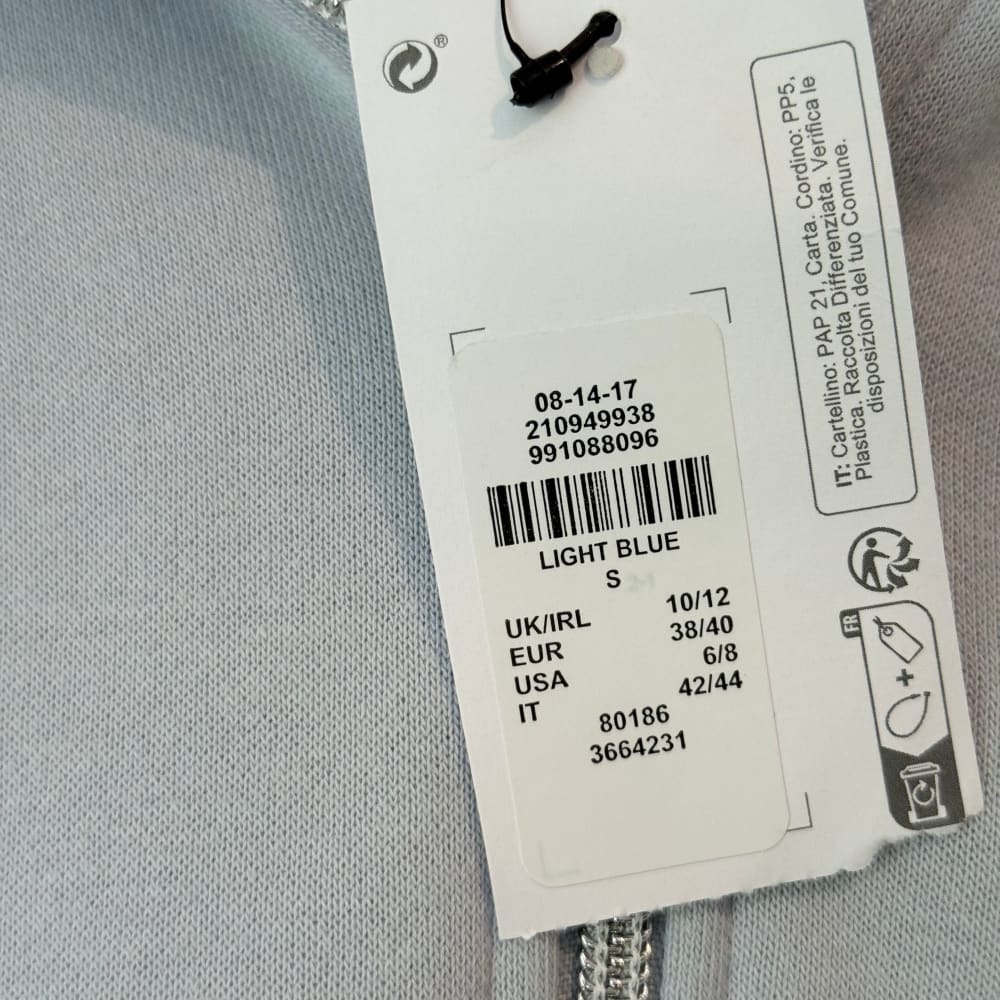 ®
IT: Cartellino: PAP 21, Carta. Cordino: PP5,
Plastica. Raccolta Differenziata. Verifica le
disposizioni del tuo Comune.
08-14-17
210949938
991088096
LIGHT BLUE
S
UK/IRL 10/12
EUR 38/40
USA 6/8
IT 42/44
80186
3664231
FR
+